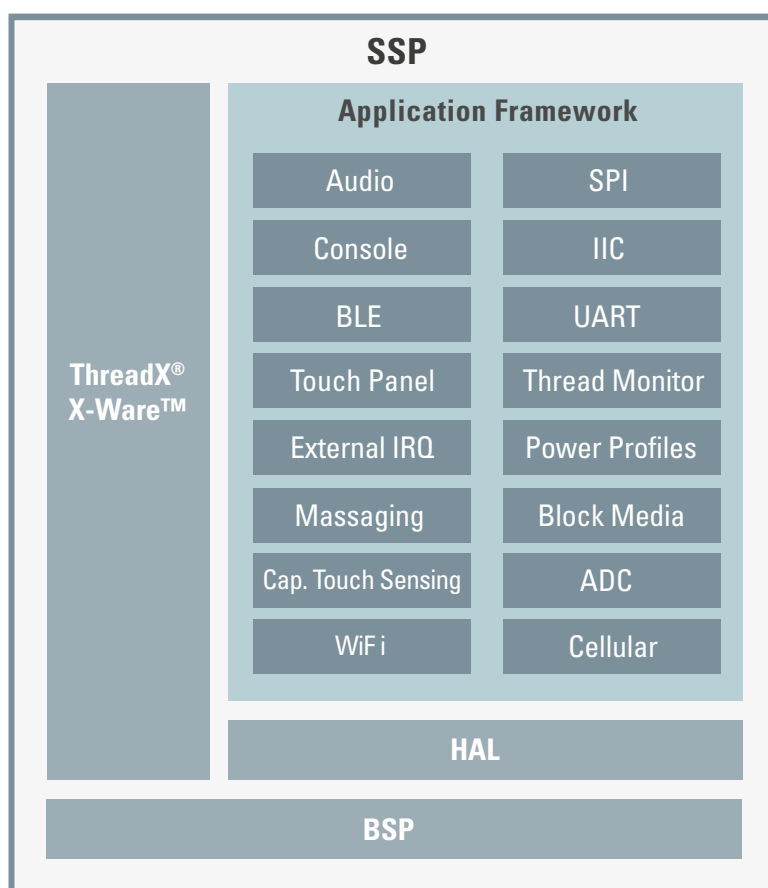 SSP
ThreadX®
X-Ware™
Application Framework
Audio
SPI
Console
IIC
BLE
UART
Touch Panel
Thread Monitor
External IRQ
Power Profiles
Massaging
Block Media
Cap. Touch Sensing
ADC
WiFi
Cellular
HAL
BSP